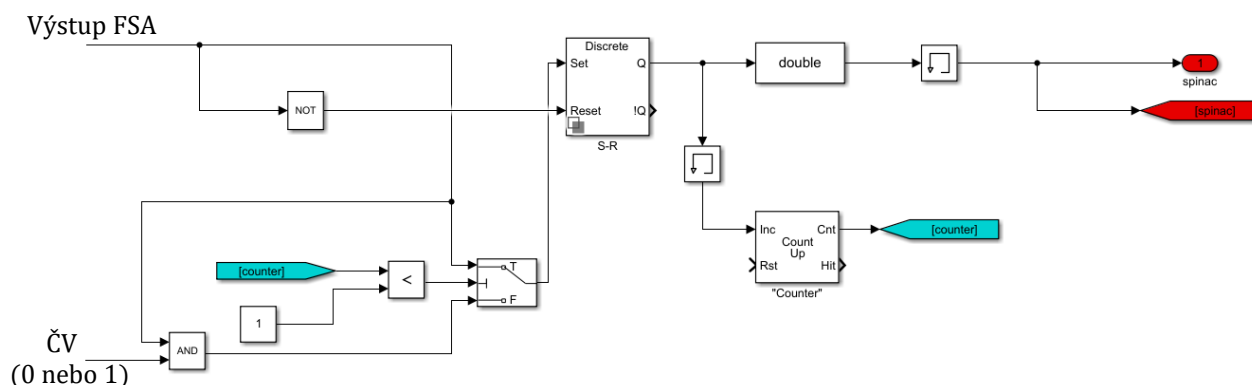 Výstup FSA
NOT
Discrete
Set
Q
Reset
!Q
S-R
double
1
spinac
[spinac]
[counter]
<
1
T
F
Inc
Cnt
Count
Up
Rst
Hit
"Counter"
[counter]
ČV
(0 nebo 1)
AND